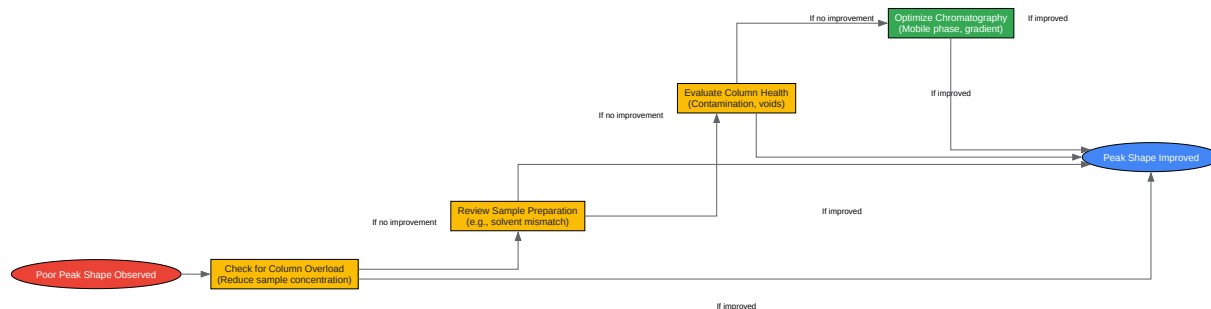 If no improvement
Optimize Chromatography
(Mobile phase, gradient)
If improved
Evaluate Column Health
(Contamination, voids)
If improved
If no improvement
Peak Shape Improved
Review Sample Preparation
(e.g., solvent mismatch)
If no improvement
If improved
Poor Peak Shape Observed
Check for Column Overload
(Reduce sample concentration)
If improved